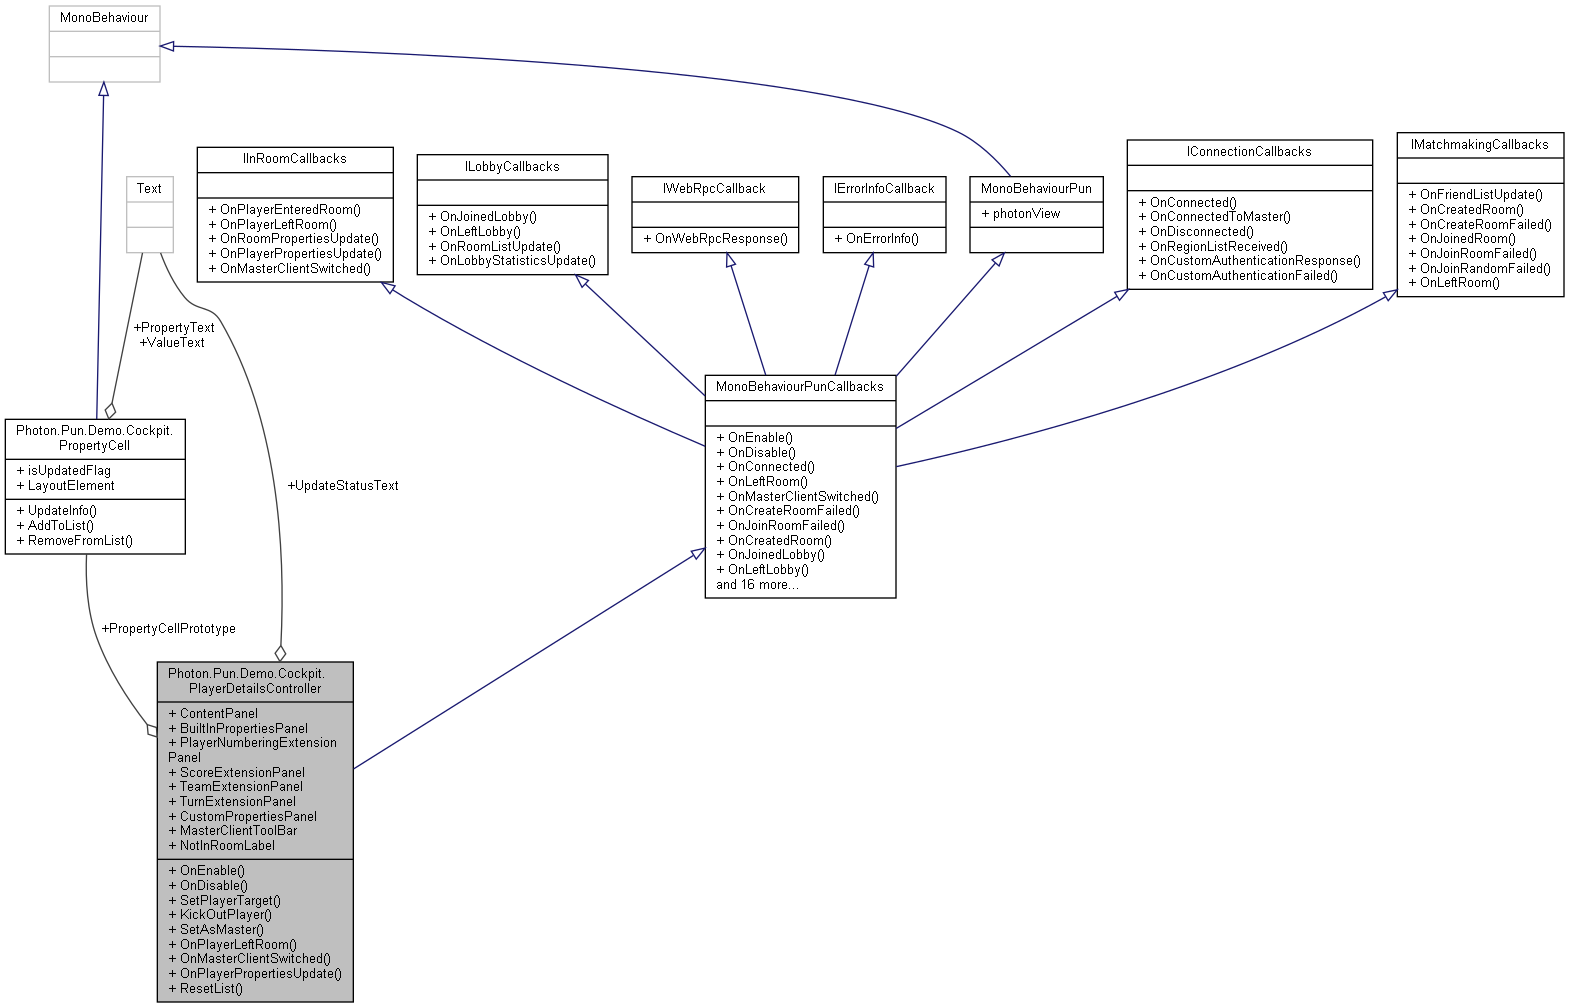 MonoBehaviour
IInRoomCallbacks
+ OnPlayerEnteredRoom()
+ OnPlayerLeftRoom()
+ OnRoomPropertiesUpdate()
+ OnPlayerPropertiesUpdate()
+ OnMasterClientSwitched()
ILobbyCallbacks
+ OnJoinedLobby()
+ OnLeftLobby()
+ OnRoomListUpdate()
+ OnLobbyStatisticsUpdate()
IWebRpcCallback
+ OnWebRpcResponse()
IErrorInfoCallback
+ OnErrorInfo()
MonoBehaviourPun
+ photonView
IConnectionCallbacks
+ OnConnected()
+ OnConnectedToMaster()
+ OnDisconnected()
+ OnRegionListReceived()
+ OnCustomAuthenticationResponse()
+ OnCustomAuthenticationFailed()
IMatchmakingCallbacks
+ OnFriendListUpdate()
+ OnCreatedRoom()
+ OnCreateRoomFailed()
+ OnJoinedRoom()
+ OnJoinRoomFailed()
+ OnJoinRandomFailed()
+ OnLeftRoom()
Text
+PropertyText
+ValueText
+UpdateStatusText
MonoBehaviourPunCallbacks
+ OnEnable()
+ OnDisable()
+ OnConnected()
+ OnLeftRoom()
+ OnMasterClientSwitched()
+ OnCreateRoomFailed()
+ OnJoinRoomFailed()
+ OnCreatedRoom()
+ OnJoinedLobby()
+ OnLeftLobby()
and 16 more...
Photon.Pun.Demo.Cockpit.
PropertyCell
+ isUpdatedFlag
+ LayoutElement
+ UpdateInfo()
+ AddToList()
+ RemoveFromList()
+PropertyCellPrototype
Photon.Pun.Demo.Cockpit.
PlayerDetailsController
+ ContentPanel
+ BuiltInPropertiesPanel
+ PlayerNumberingExtension
Panel
+ ScoreExtensionPanel
+ TeamExtensionPanel
+ TurnExtensionPanel
+ CustomPropertiesPanel
+ MasterClientToolBar
+ NotInRoomLabel
+ OnEnable()
+ OnDisable()
+ SetPlayerTarget()
+ KickOutPlayer()
+ SetAsMaster()
+ OnPlayerLeftRoom()
+ OnMasterClientSwitched()
+ OnPlayerPropertiesUpdate()
+ ResetList()